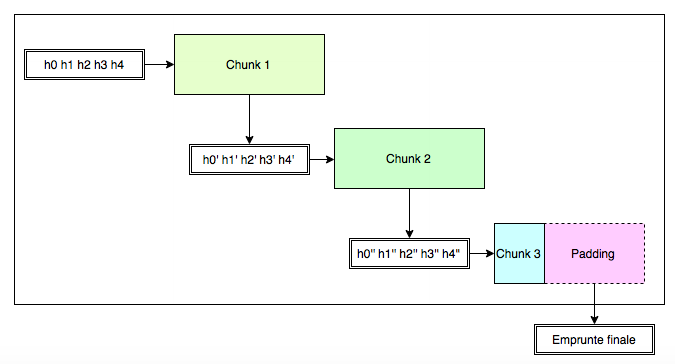 h0 h1 h2 h3 h4
Chunk 1
h0' h1' h2' h3' h4'
Chunk 2
h0'' h1'' h2'' h3'' h4''
Chunk 3
Padding
Emprunte finale